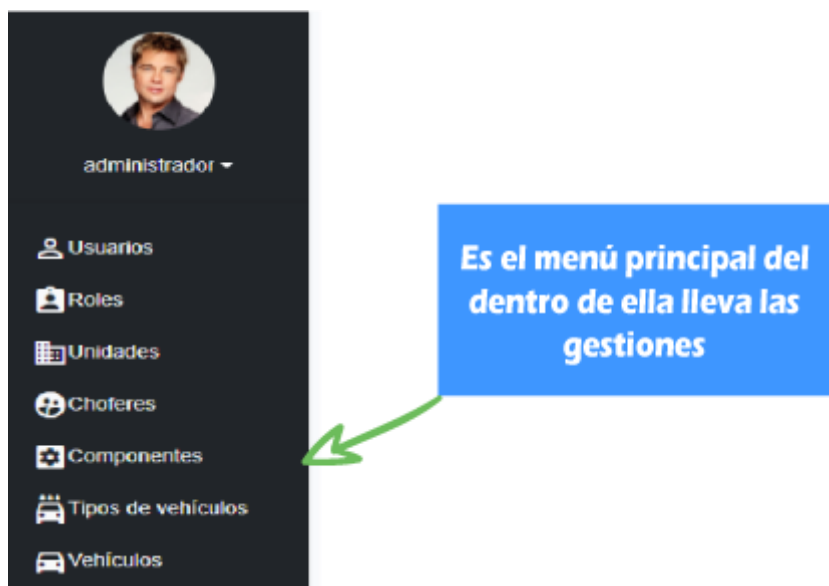 administrador
Usuarios
Roles
Unidades
Choferes
Componentes
Tipos de vehículos
Vehículos
Es el menú principal del
dentro de ella lleva las
gestiones